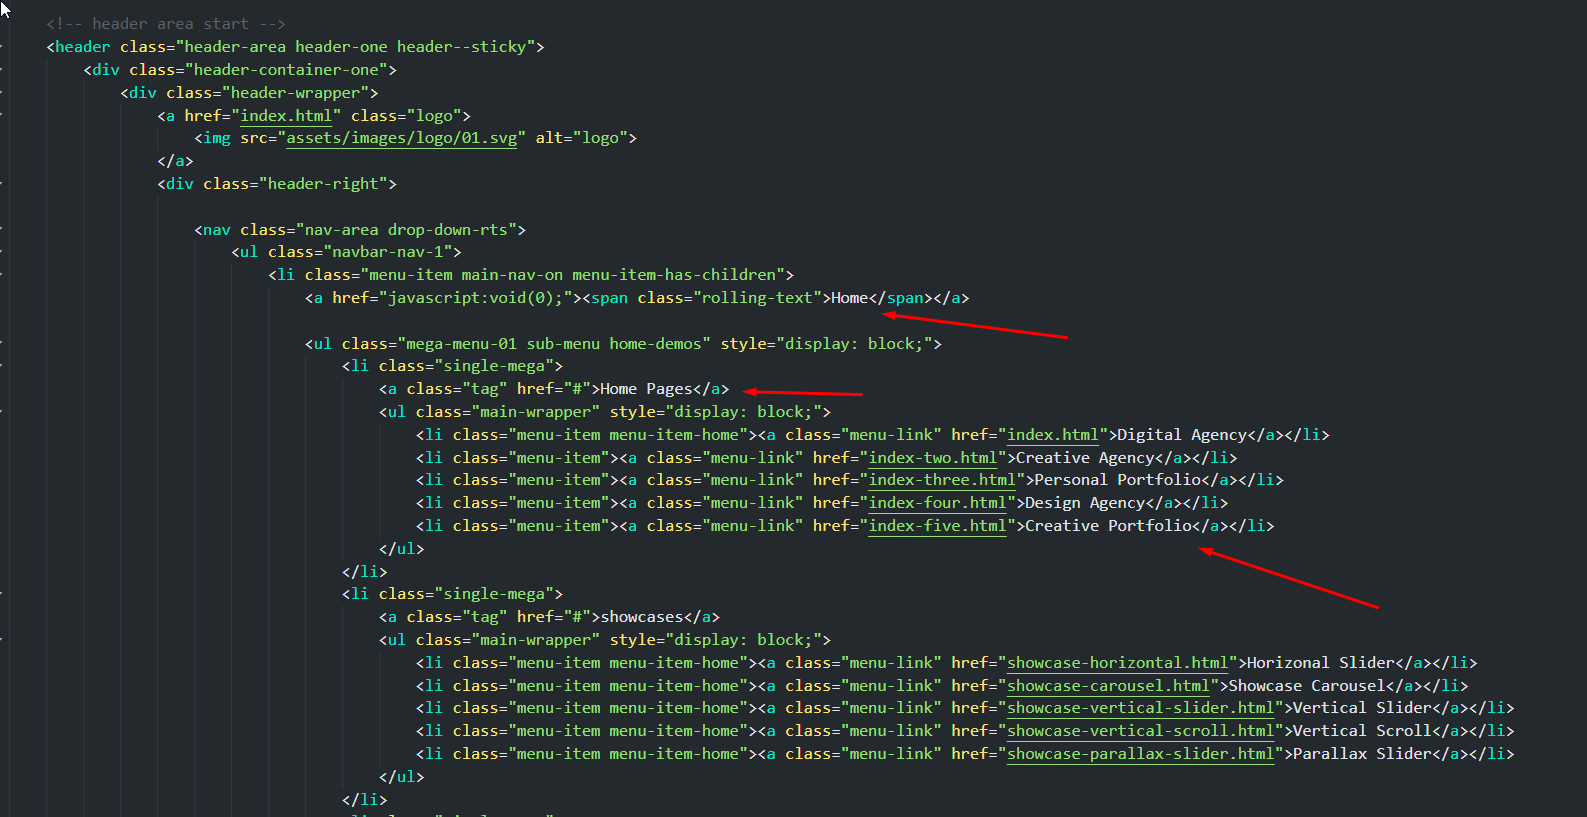 <!-- header area start -->
<header class="header-area header-one header--sticky">
<div class="header-container-one">
<div class="header-wrapper">
<a href="index.html" class="logo">
<img src="assets/images/logo/01.svg" alt="logo">
</a>
<div class="header-right">
<nav class="nav-area drop-down-rts">
<ul class="navbar-nav-1">
<li class="menu-item main-nav-on menu-item-has-children">
<a href="javascript:void(0);"><span class="rolling-text">Home</span></a>
<ul class="mega-menu-01 sub-menu home-demos" style="display: block;">
<li class="single-mega">
<a class="tag" href="#">Home Pages</a>
<ul class="main-wrapper" style="display: block;">
<li class="menu-item menu-item-home"><a class="menu-link" href="index.html">Digital Agency</a></li>
<li class="menu-item"><a class="menu-link" href="index-two.html">Creative Agency</a></li>
<li class="menu-item"><a class="menu-link" href="index-three.html">Personal Portfolio</a></li>
<li class="menu-item"><a class="menu-link" href="index-four.html">Design Agency</a></li>
<li class="menu-item"><a class="menu-link" href="index-five.html">Creative Portfolio</a></li>
</ul>
</li>
<li class="single-mega">
<a class="tag" href="#">showcases</a>
<ul class="main-wrapper" style="display: block;">
<li class="menu-item menu-item-home"><a class="menu-link" href="showcase-horizontal.html">Horizonal Slider</a></li>
<li class="menu-item menu-item-home"><a class="menu-link" href="showcase-carousel.html">Showcase Carousel</a></li>
<li class="menu-item menu-item-home"><a class="menu-link" href="showcase-vertical-slider.html">Vertical Slider</a></li>
<li class="menu-item menu-item-home"><a class="menu-link" href="showcase-vertical-scroll.html">Vertical Scroll</a></li>
<li class="menu-item menu-item-home"><a class="menu-link" href="showcase-parallax-slider.html">Parallax Slider</a></li>
</ul>
</li>